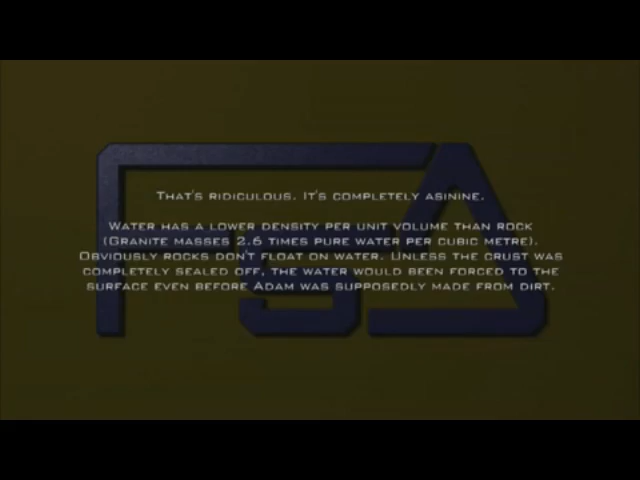 That's ridiculous. It's completely asinine.
Water has a lower density per unit volume than rock
(Granite masses 2.6 times pure water per cubic metre).
Obviously rocks don't float on water. Unless the crust was
completely sealed off, the water would been forced to the
surface even before Adam was supposedly made from dirt.